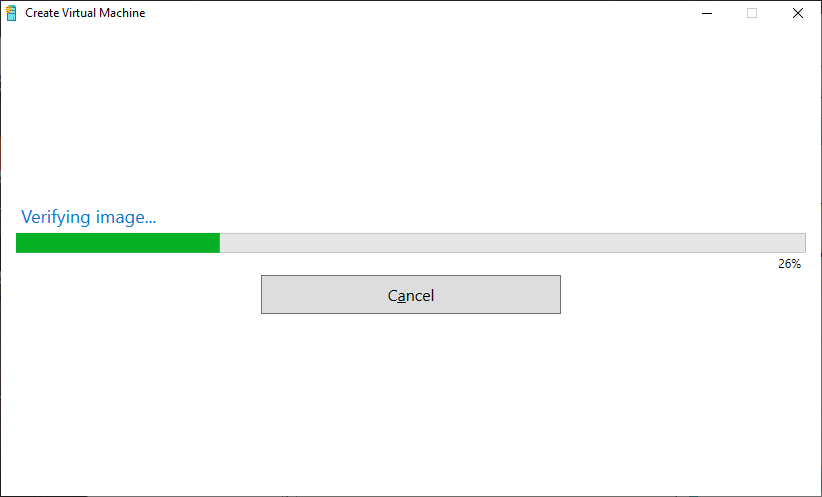 Create Virtual Machine
Verifying image...
26%
Cancel